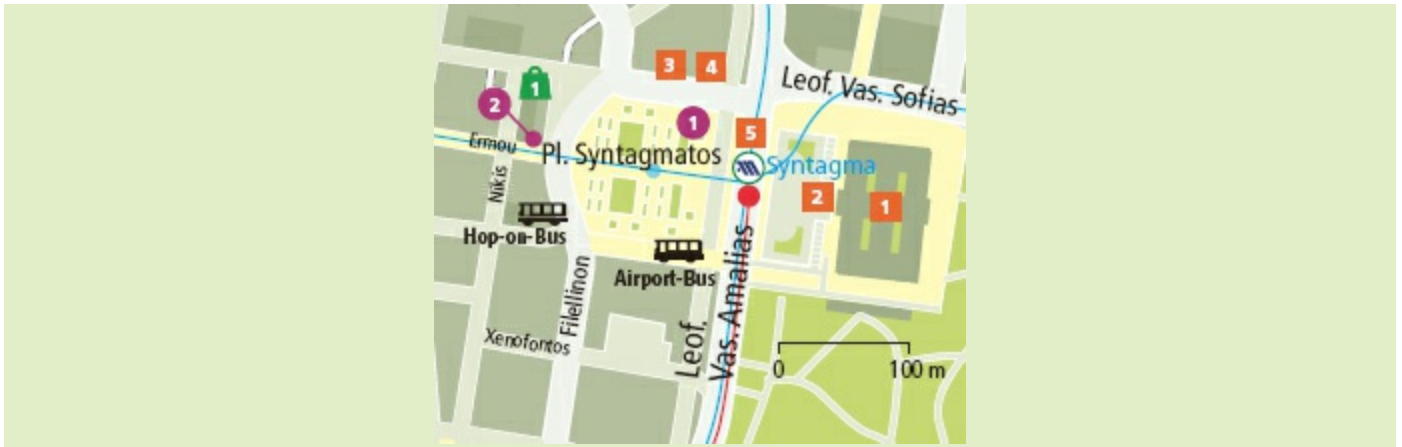 3
4
Leof. Vas. Sofias
1
2
1
5
Ermou
Pl. Syntagmatos
Syntagma
Nikis
2
1
Hop-on-Bus
Airport-Bus
Filellinon
Leof.
Vas. Amalias
Xenofontos
0
100 m